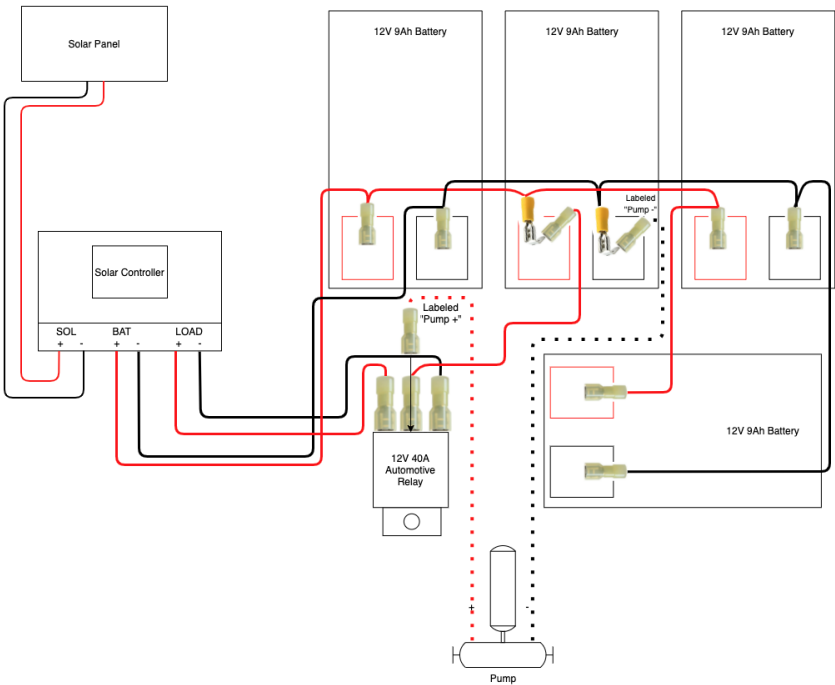 Solar Panel
12V 9Ah Battery
12V 9Ah Battery
12V 9Ah Battery
Labeled
"Pump -"
Solar Controller
SOL
BAT
LOAD
+ - + - + -
Labeled
"Pump +"
12V 9Ah Battery
12V 40A
Automotive
Relay
+ -
Pump